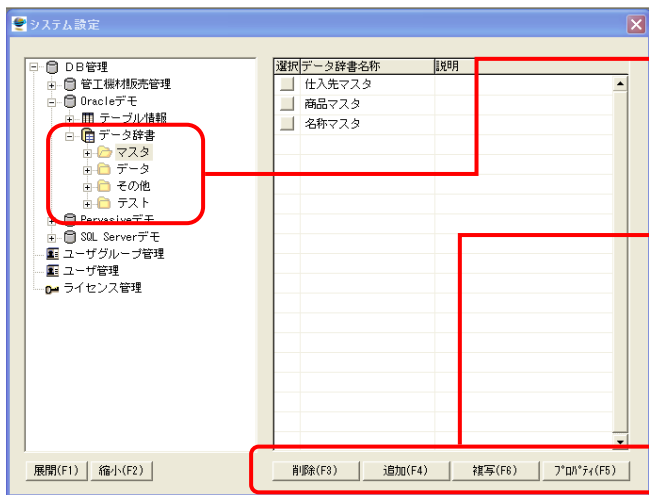 システム設定
DB管理
管工機材販売管理
Oracleデモ
テーブル情報
データ辞書
マスタ
データ
その他
テスト
Pervasiveデモ
SQL Serverデモ
ユーザグループ管理
ユーザ管理
ライセンス管理
選択 データ辞書名称 説明
仕入先マスタ
商品マスタ
名称マスタ
展開(F1) 縮小(F2) 削除(F3) 追加(F4) 複写(F6) プロパティ(F5)